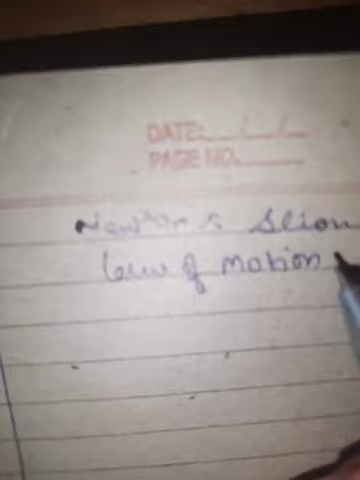 DATE: / /
PAGE NO.
Newton's
law of motion